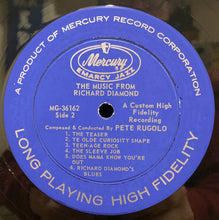 A PRODUCT OF MERCURY RECORD CORPORATION
Mercury
EMARCY JAZZ
THE MUSIC FROM
RICHARD DIAMOND
MG-36162
Side 2
A Custom High
Fidelity
Recording
Composed & Conducted By PETE RUGOLO
1. THE TEASER
2. YE OLDE CURIOSITY SHAPE
3. TEEN-AGE ROCK
4. THE SLEEVE JOB
5. DOES MAMA KNOW YOU'RE
OUT
6. RICHARD DIAMOND'S
BLUES
LONG PLAYING HIGH FIDELITY